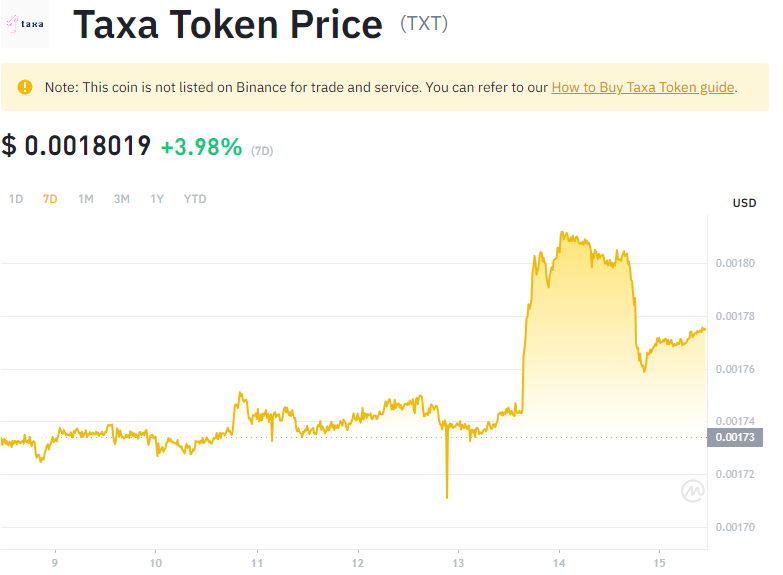 taxa
Taxa Token Price (TXT)
Note: This coin is not listed on Binance for trade and service. You can refer to our How to Buy Taxa Token guide.
$ 0.0018019 +3.98% (7D)
1D 7D 1M 3M 1Y YTD
USD
0.00180
0.00178
0.00176
0.00174
0.00173
0.00172
0.00170
9 10 11 12 13 14 15